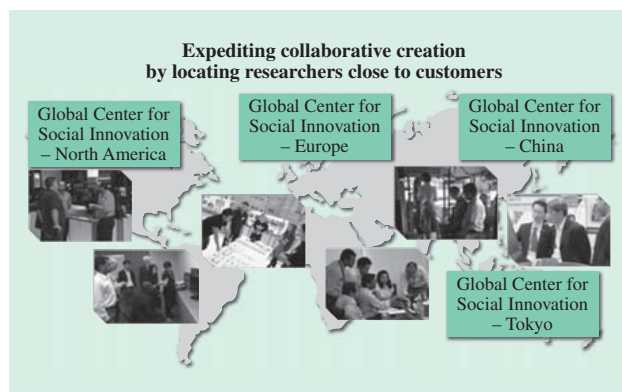 Expediting collaborative creation
by locating researchers close to customers
Global Center for
Social Innovation
– North America
Global Center for
Social Innovation
– Europe
Global Center for
Social Innovation
– China
Global Center for
Social Innovation
– Tokyo